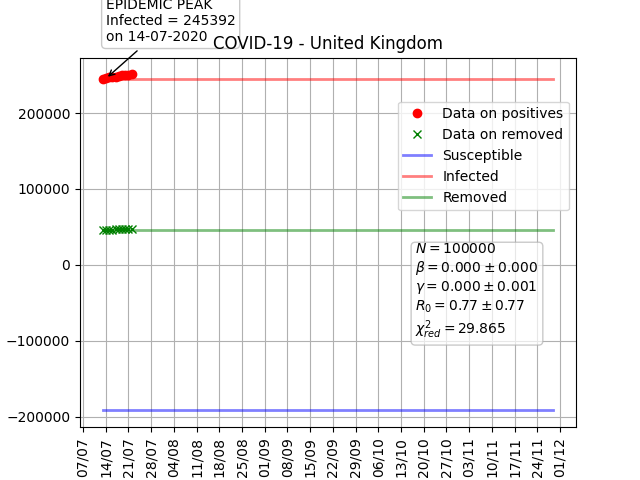 EPIDEMIC PEAK
Infected = 245392
on 14-07-2020
COVID-19 - United Kingdom
200000
100000
0
−100000
−200000
Data on positives
Data on removed
Susceptible
Infected
Removed
N = 100000
β = 0.000 ± 0.000
γ = 0.000 ± 0.001
R₀ = 0.77 ± 0.77
χ²_red = 29.865
07/07
14/07
21/07
28/07
04/08
11/08
18/08
25/08
01/09
08/09
15/09
22/09
29/09
06/10
13/10
20/10
27/10
03/11
10/11
17/11
24/11
01/12